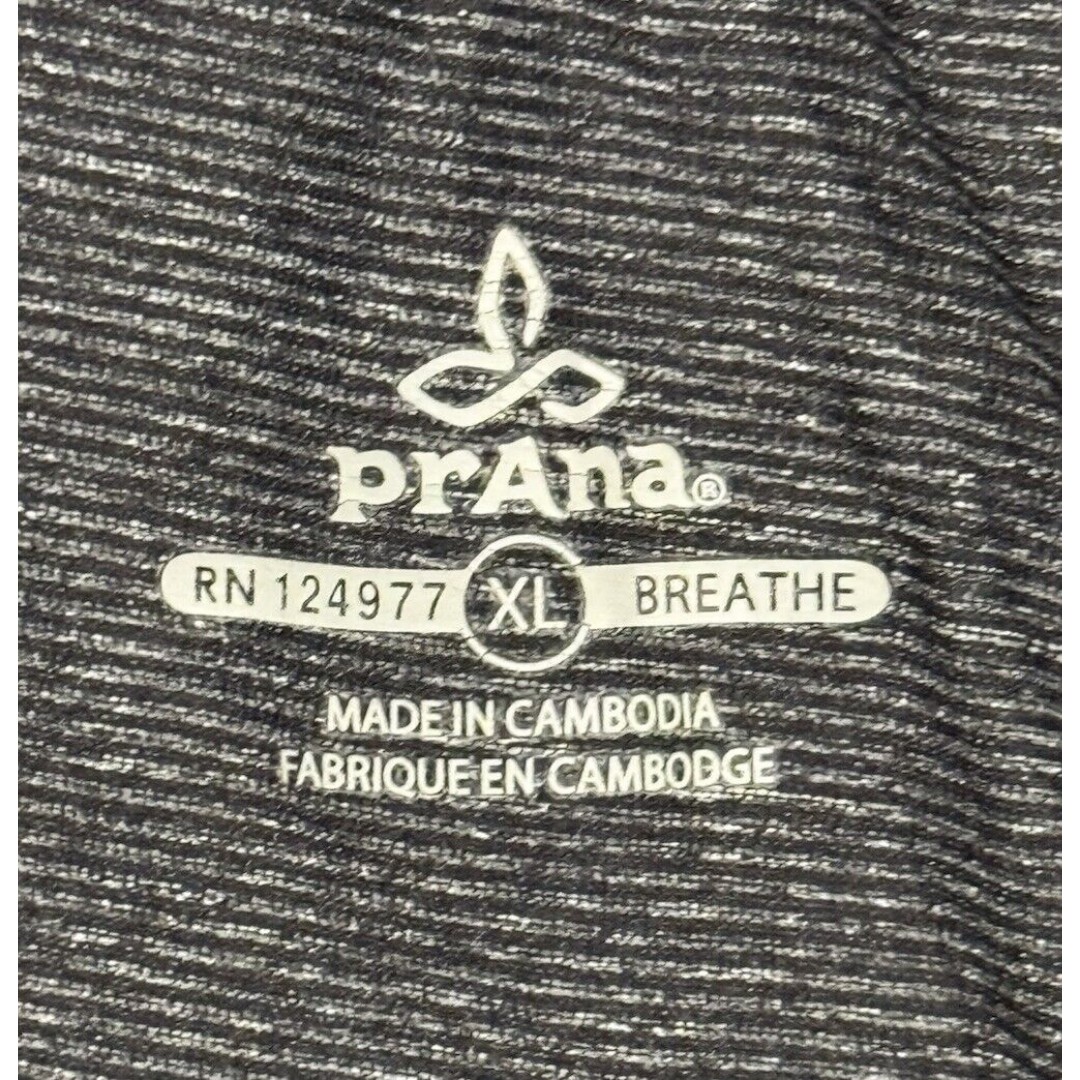 prAna®
RN 124977 XL BREATHE
MADE IN CAMBODIA
FABRIQUE EN CAMBODGE